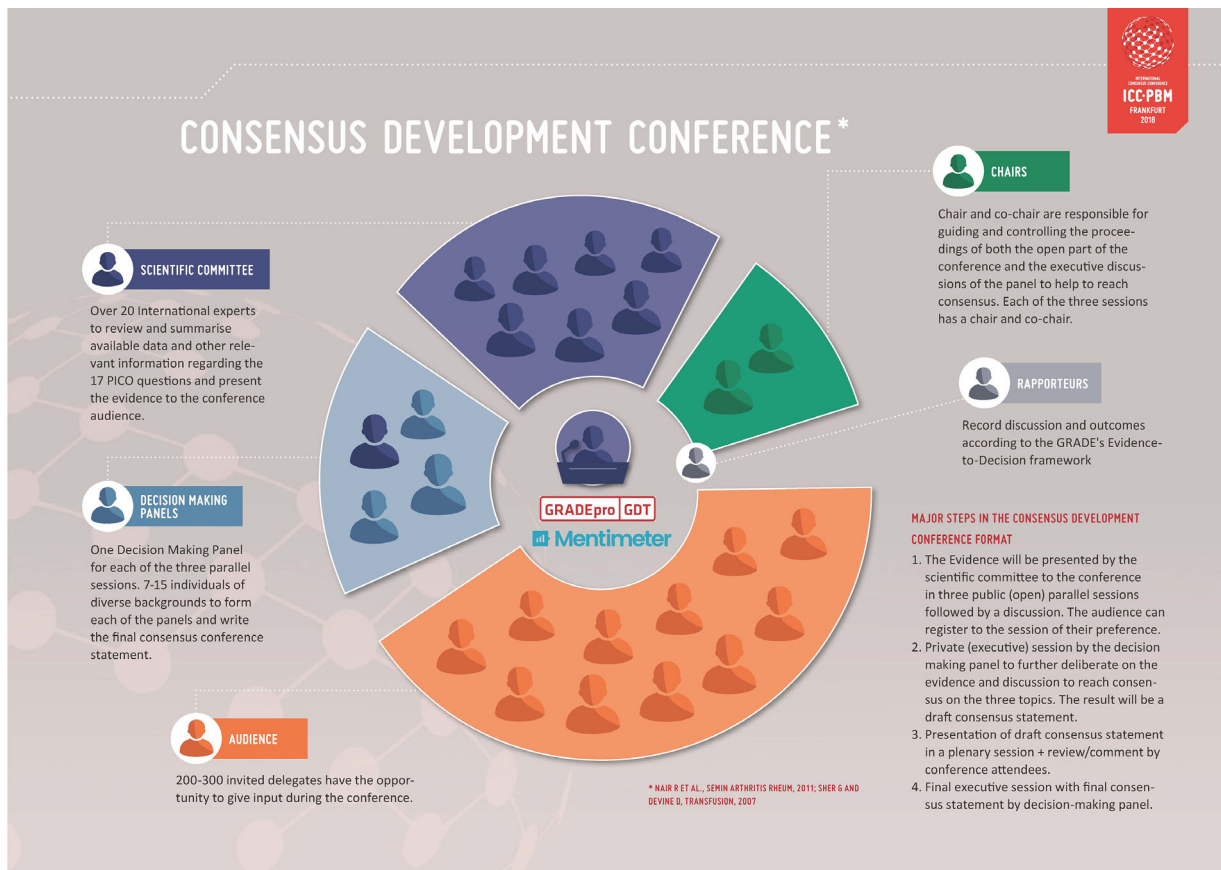 INTERNATIONAL
CONSENSUS CONFERENCE
ICC-PBM
FRANKFURT
2018
CONSENSUS DEVELOPMENT CONFERENCE*
SCIENTIFIC COMMITTEE
Over 20 International experts
to review and summarise
available data and other rele-
vant information regarding the
17 PICO questions and present
the evidence to the conference
audience.
DECISION MAKING
PANELS
One Decision Making Panel
for each of the three parallel
sessions. 7-15 individuals of
diverse backgrounds to form
each of the panels and write
the final consensus conference
statement.
AUDIENCE
200-300 invited delegates have the oppor-
tunity to give input during the conference.
GRADEpro GDT
Mentimeter
CHAIRS
Chair and co-chair are responsible for
guiding and controlling the procee-
dings of both the open part of the
conference and the executive discus-
sions of the panel to help to reach
consensus. Each of the three sessions
has a chair and co-chair.
RAPPORTEURS
Record discussion and outcomes
according to the GRADE's Evidence-
to-Decision framework
MAJOR STEPS IN THE CONSENSUS DEVELOPMENT
CONFERENCE FORMAT
1. The Evidence will be presented by the
scientific committee to the conference
in three public (open) parallel sessions
followed by a discussion. The audience can
register to the session of their preference.
2. Private (executive) session by the decision
making panel to further deliberate on the
evidence and discussion to reach consen-
sus on the three topics. The result will be a
draft consensus statement.
3. Presentation of draft consensus statement
in a plenary session + review/comment by
conference attendees.
4. Final executive session with final consen-
sus statement by decision-making panel.
* NAIR R ET AL., SEMIN ARTHRITIS RHEUM, 2011; SHER G AND
DEVINE D, TRANSFUSION, 2007